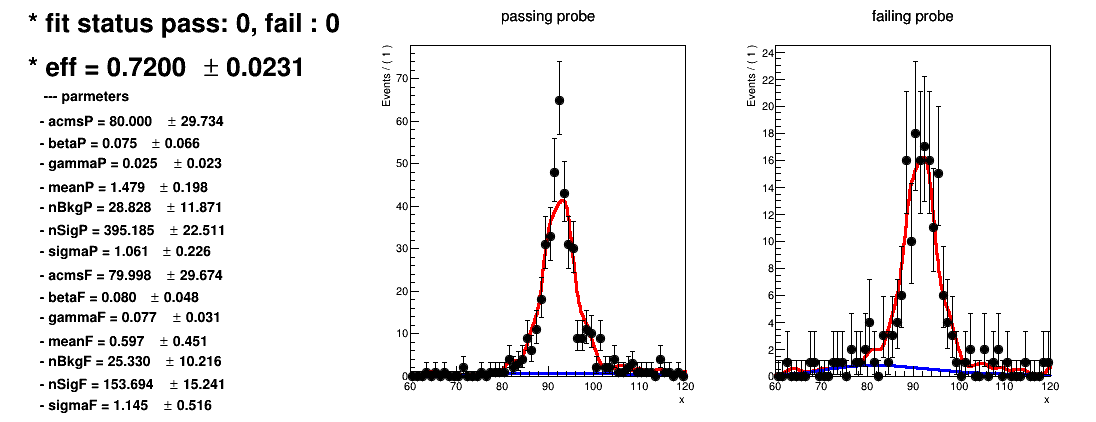 * fit status pass: 0, fail : 0
* eff = 0.7200 ± 0.0231
--- parmeters
- acmsP = 80.000 ± 29.734
- betaP = 0.075 ± 0.066
- gammaP = 0.025 ± 0.023
- meanP = 1.479 ± 0.198
- nBkgP = 28.828 ± 11.871
- nSigP = 395.185 ± 22.511
- sigmaP = 1.061 ± 0.226
- acmsF = 79.998 ± 29.674
- betaF = 0.080 ± 0.048
- gammaF = 0.077 ± 0.031
- meanF = 0.597 ± 0.451
- nBkgF = 25.330 ± 10.216
- nSigF = 153.694 ± 15.241
- sigmaF = 1.145 ± 0.516
passing probe
Events / ( 1 )
70
60
50
40
30
20
10
0
60 70 80 90 100 110 120
x
failing probe
Events / ( 1 )
24
22
20
18
16
14
12
10
8
6
4
2
0
60 70 80 90 100 110 120
x